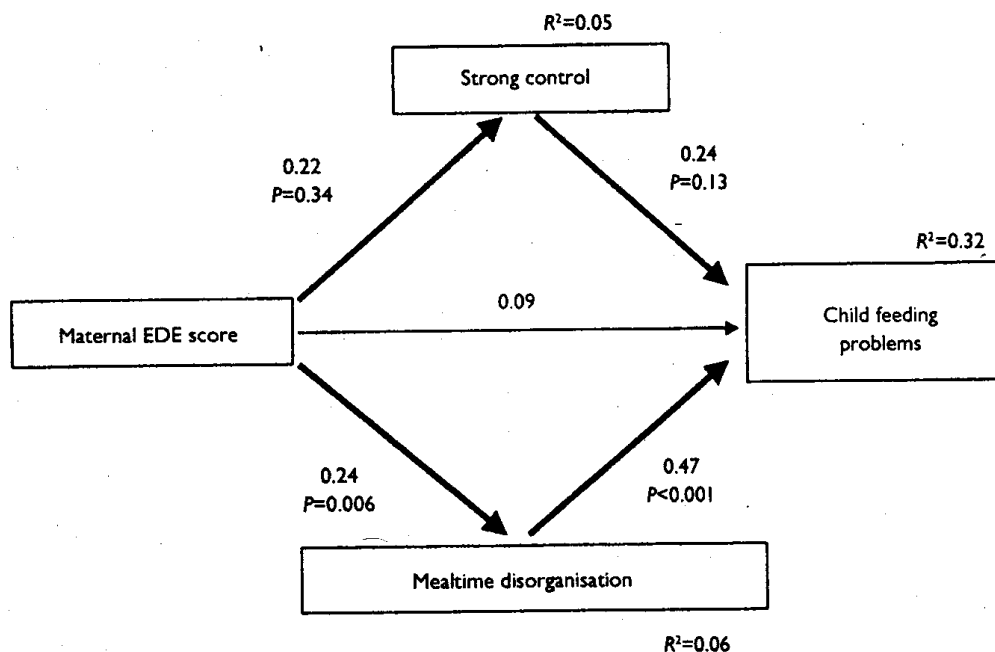 R²=0.05
Strong control
0.22
P=0.34
0.24
P=0.13
R²=0.32
Maternal EDE score
0.09
Child feeding
problems
0.24
P=0.006
0.47
P<0.001
Mealtime disorganisation
R²=0.06